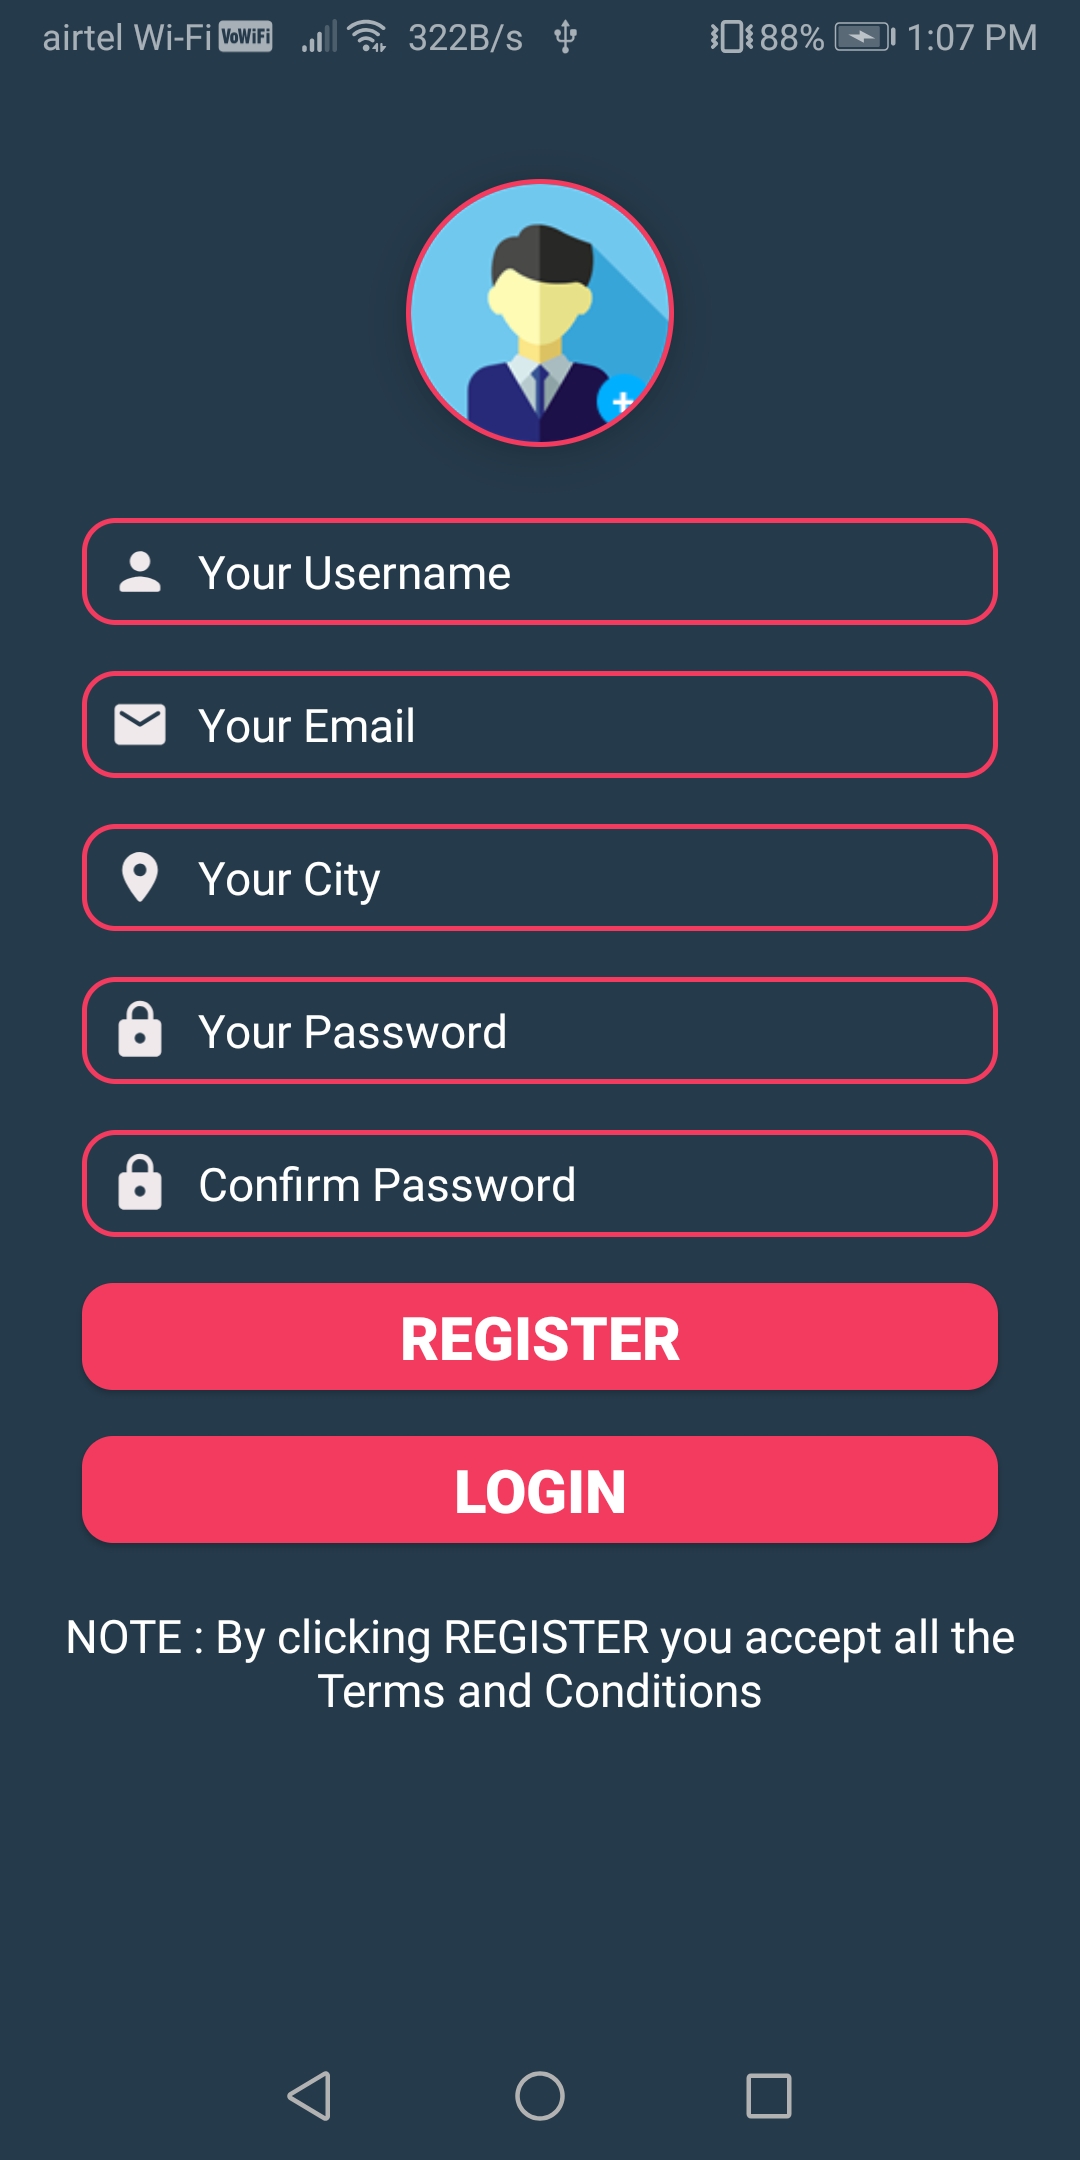 airtel Wi-Fi VoWiFi 322B/s 88% 1:07 PM
Your Username
Your Email
Your City
Your Password
Confirm Password
REGISTER
LOGIN
NOTE : By clicking REGISTER you accept all the
Terms and Conditions